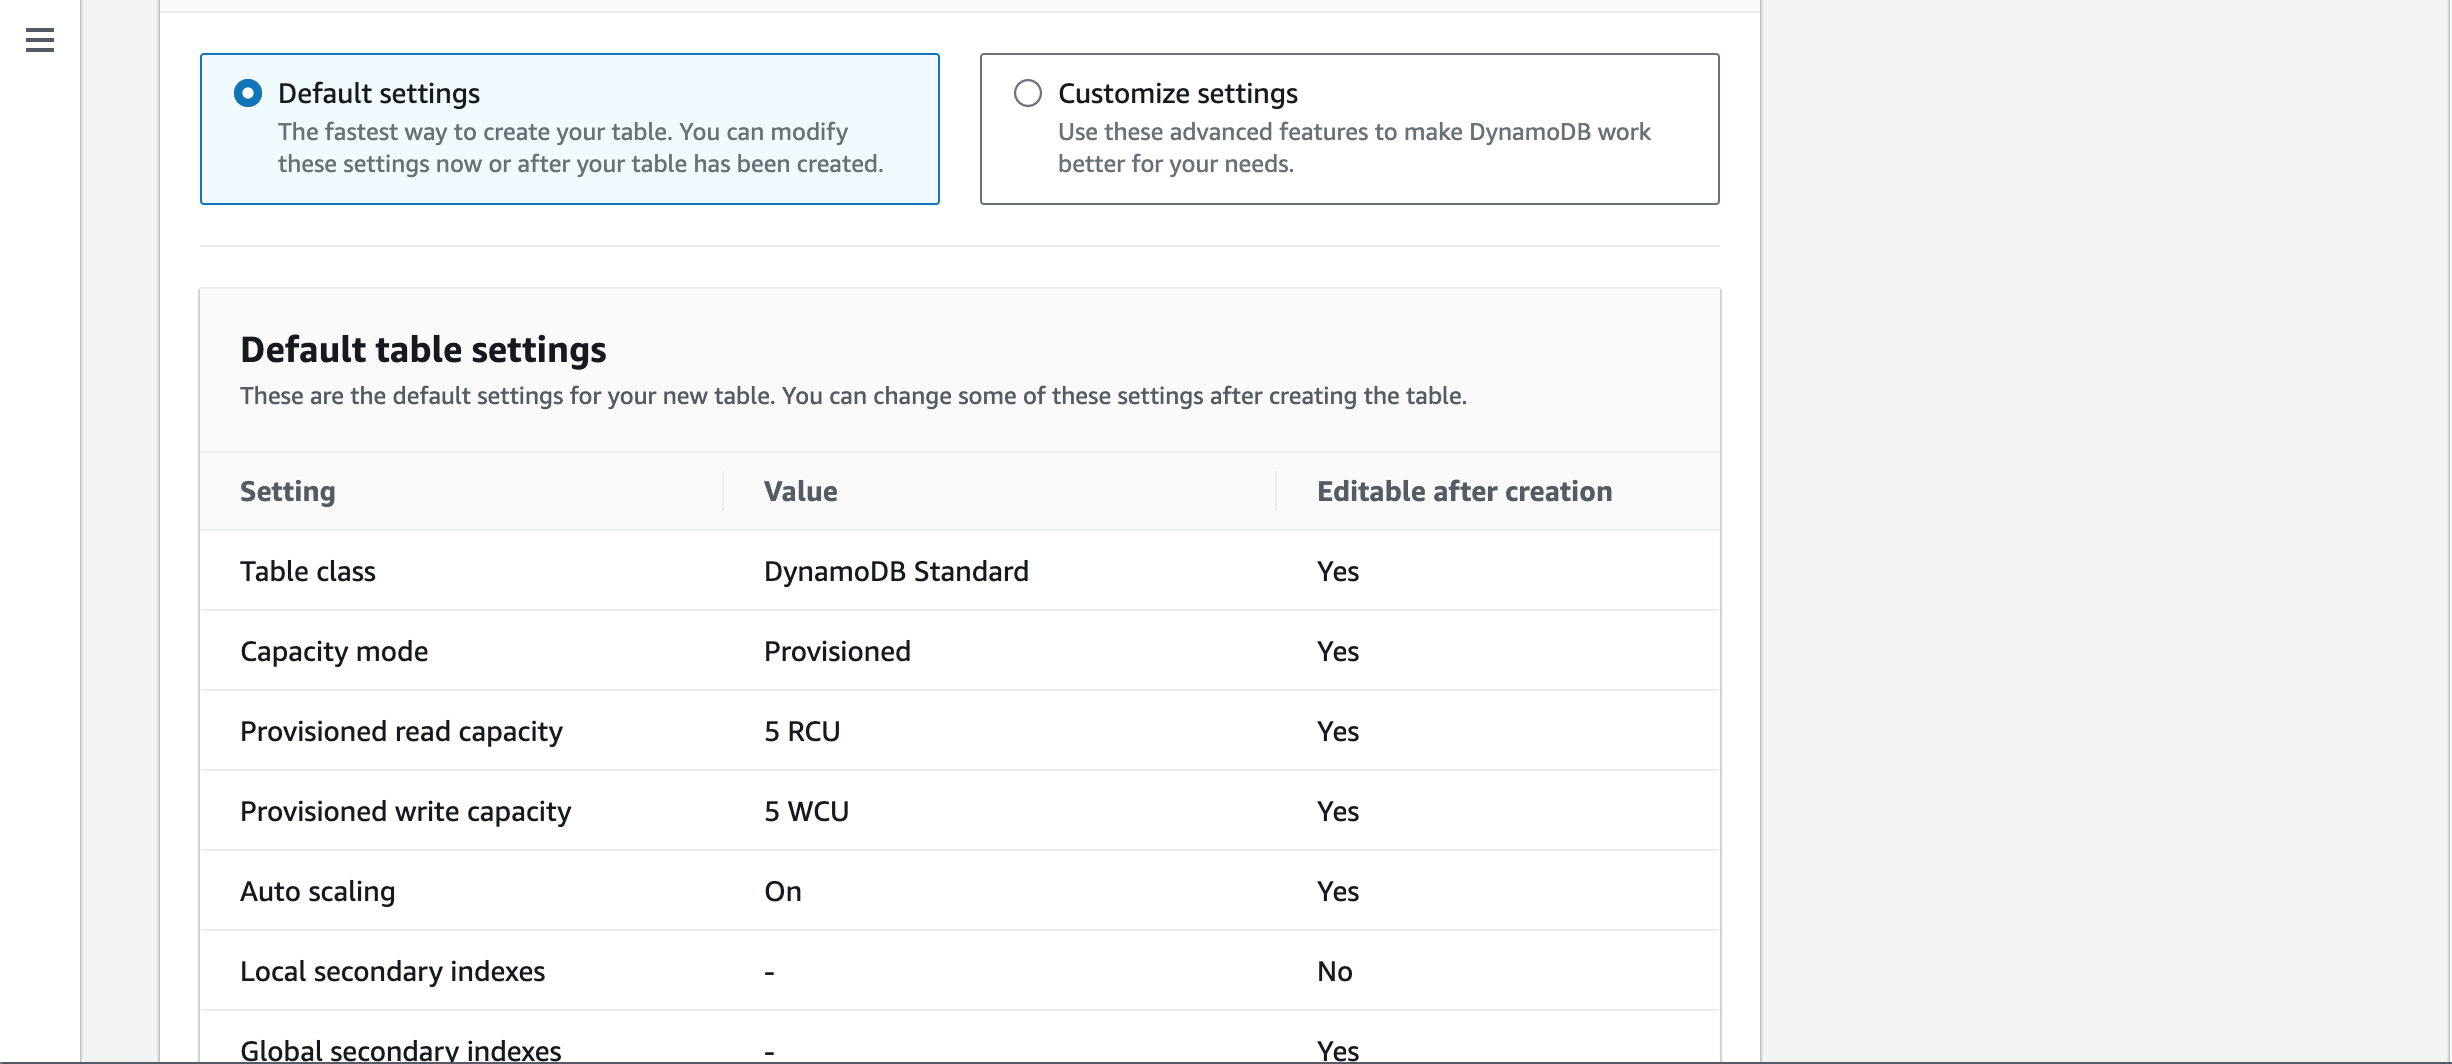 Default settings
The fastest way to create your table. You can modify
these settings now or after your table has been created.
Customize settings
Use these advanced features to make DynamoDB work
better for your needs.
Default table settings
These are the default settings for your new table. You can change some of these settings after creating the table.
Setting Value Editable after creation
Table class DynamoDB Standard Yes
Capacity mode Provisioned Yes
Provisioned read capacity 5 RCU Yes
Provisioned write capacity 5 WCU Yes
Auto scaling On Yes
Local secondary indexes - No
Global secondary indexes - Yes